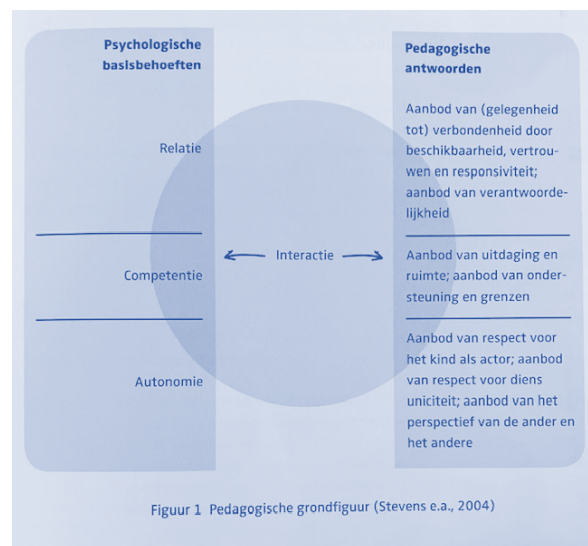 Psychologische
basisbehoeften
Relatie
Competentie
Autonomie
Interactie
Pedagogische
antwoorden
Aanbod van (gelegenheid
tot) verbondenheid door
beschikbaarheid, vertrou-
wen en responsiviteit;
aanbod van verantwoorde-
lijkheid
Aanbod van uitdaging en
ruimte; aanbod van onder-
steuning en grenzen
Aanbod van respect voor
het kind als actor; aanbod
van respect voor diens
uniciteit; aanbod van het
perspectief van de ander en
het andere
Figuur 1 Pedagogische grondfiguur (Stevens e.a., 2004)